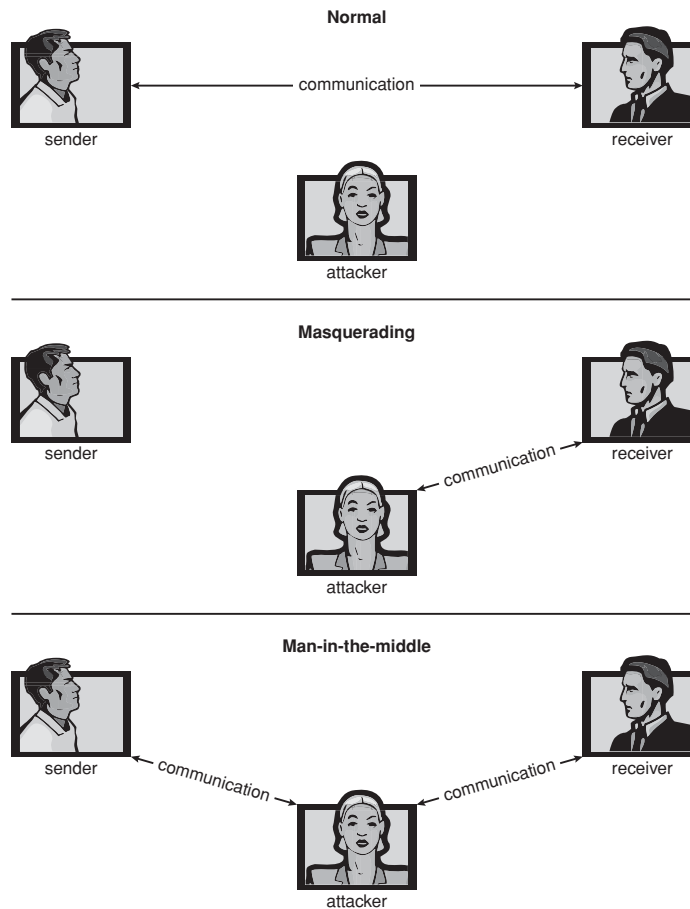 Normal
communication
sender
receiver
attacker
Masquerading
sender
receiver
communication
attacker
Man-in-the-middle
sender
receiver
communication
communication
attacker